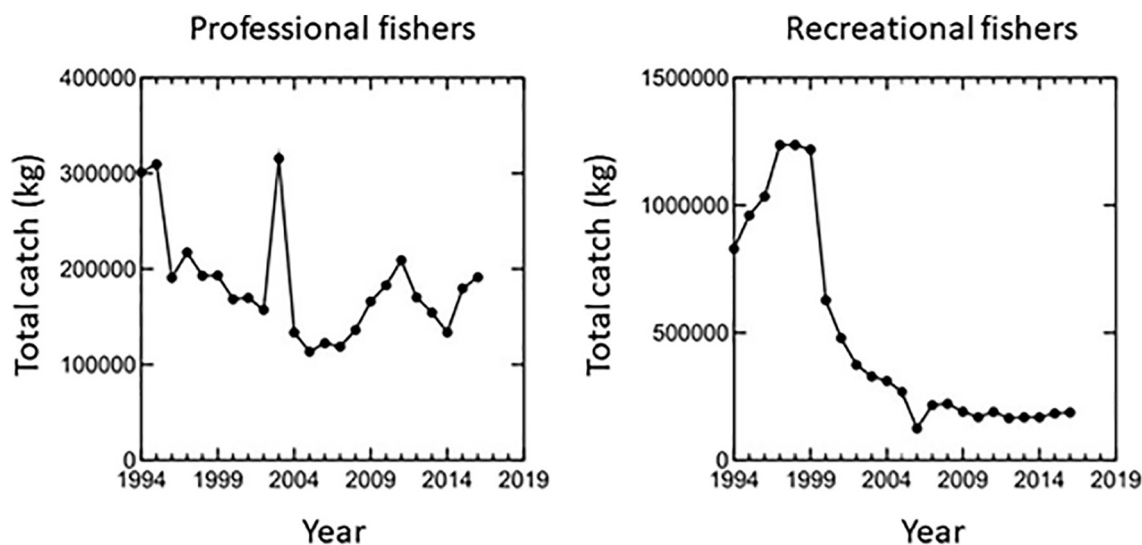 Professional fishers
400000
300000
200000
100000
0
Total catch (kg)
1994 1999 2004 2009 2014 2019
Year
Recreational fishers
1500000
1000000
500000
0
Total catch (kg)
1994 1999 2004 2009 2014 2019
Year